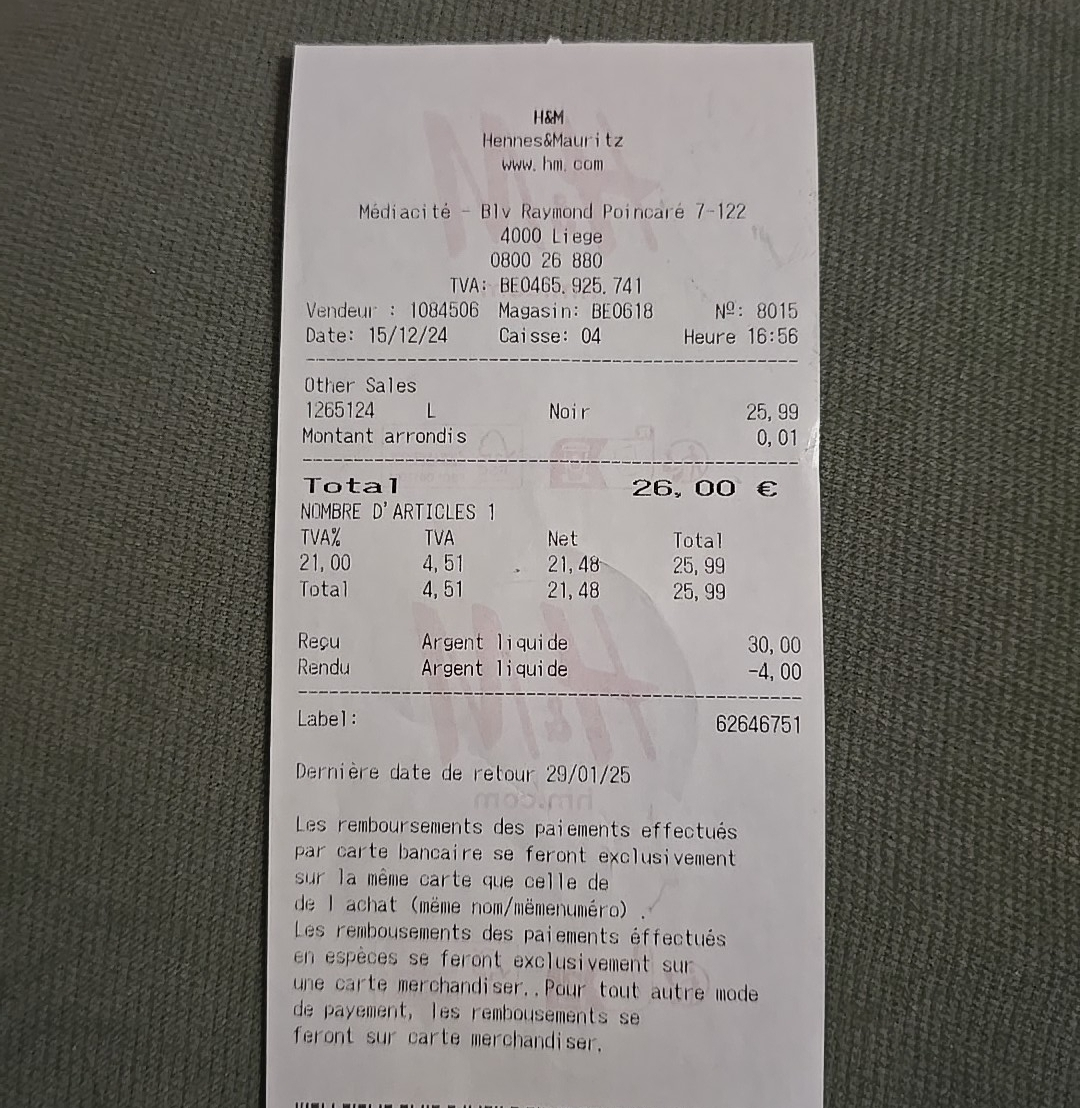 H&M
Hennes&Mauritz
www.hm.com
Médiacité - Blv Raymond Poincaré 7-122
4000 Liege
0800 26 880
TVA: BE0465.925.741
Vendeur : 1084506 Magasin: BE0618 Nº: 8015
Date: 15/12/24 Caisse: 04 Heure 16:56
Other Sales
1265124 L Noir 25,99
Montant arrondis 0,01
Total 26,00 €
NOMBRE D'ARTICLES 1
TVA% TVA Net Total
21,00 4,51 21,48 25,99
Total 4,51 21,48 25,99
Reçu Argent liquide 30,00
Rendu Argent liquide -4,00
Label: 62646751
Dernière date de retour 29/01/25
hm.com
Les remboursements des paiements effectués
par carte bancaire se feront exclusivement
sur la même carte que celle de
de l achat (mëme nom/mëmenuméro) .
Les rembousements des paiements éffectués
en espèces se feront exclusivement sur
une carte merchandiser..Pour tout autre mode
de payement, les rembousements se
feront sur carte merchandiser.